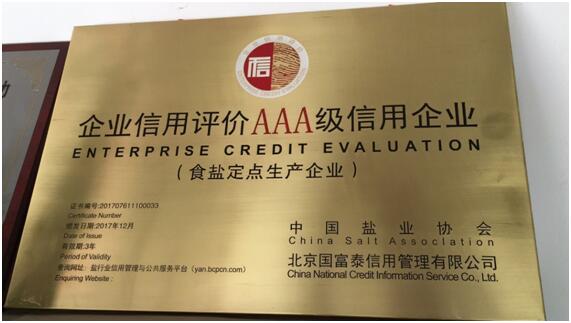 信
企业信用评价AAA级信用企业
ENTERPRISE CREDIT EVALUATION
(食盐定点生产企业)
证书编号:201707611100033
Certificate Number
颁发日期:2017年12月
Date of Issue
有效期:3年
Period of Validity
查询网址: 盐行业信用管理与公共服务平台 (yan.bcpcn.com)
Enquiring Website :
中国盐业协会
China Salt Association
北京国富泰信用管理有限公司
China National Credit Information Service Co., Ltd.